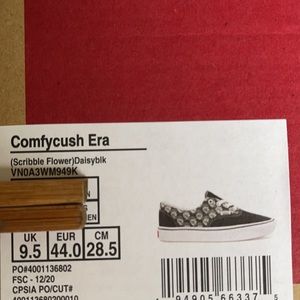 Comfycush Era
(Scribble Flower)Daisyblk
VN0A3WM949K
UK EUR CM
9.5 44.0 28.5
PO#4001136802
FSC - 12/20
CPSIA PO/CUT#
4001136802000010